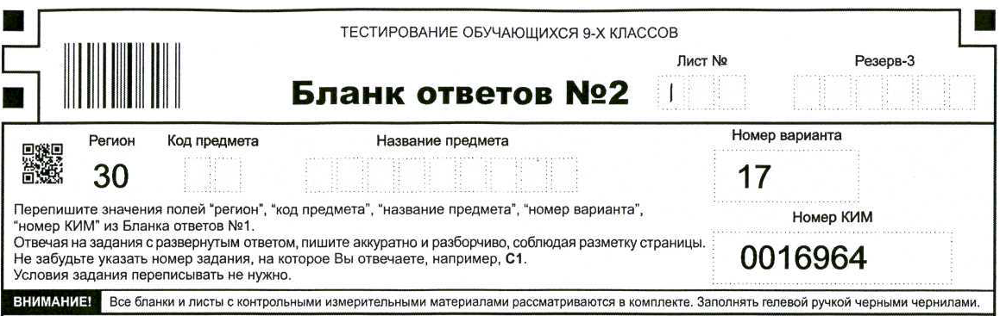 ТЕСТИРОВАНИЕ ОБУЧАЮЩИХСЯ 9-Х КЛАССОВ
Лист № Резерв-3
Бланк ответов №2 1
Регион Код предмета Название предмета Номер варианта
30 17
Перепишите значения полей “регион”, “код предмета”, “название предмета”, “номер варианта”,
“номер КИМ” из Бланка ответов №1.
Номер КИМ
Отвечая на задания с развернутым ответом, пишите аккуратно и разборчиво, соблюдая разметку страницы.
Не забудьте указать номер задания, на которое Вы отвечаете, например, С1.
0016964
Условия задания переписывать не нужно.
ВНИМАНИЕ! Все бланки и листы с контрольными измерительными материалами рассматриваются в комплекте. Заполнять гелевой ручкой черными чернилами.